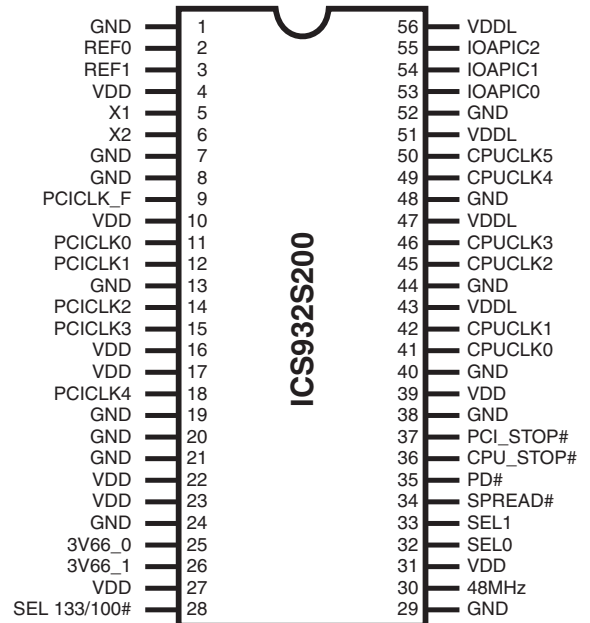 GND 1 56 VDDL
REF0 2 55 IOAPIC2
REF1 3 54 IOAPIC1
VDD 4 53 IOAPIC0
X1 5 52 GND
X2 6 51 VDDL
GND 7 50 CPUCLK5
GND 8 49 CPUCLK4
PCICLK_F 9 48 GND
VDD 10 47 VDDL
PCICLK0 11 46 CPUCLK3
PCICLK1 12 45 CPUCLK2
GND 13 44 GND
PCICLK2 14 43 VDDL
PCICLK3 15 42 CPUCLK1
VDD 16 41 CPUCLK0
VDD 17 40 GND
PCICLK4 18 39 VDD
GND 19 38 GND
GND 20 37 PCI_STOP#
GND 21 36 CPU_STOP#
VDD 22 35 PD#
VDD 23 34 SPREAD#
GND 24 33 SEL1
3V66_0 25 32 SEL0
3V66_1 26 31 VDD
VDD 27 30 48MHz
SEL 133/100# 28 29 GND
ICS932S200